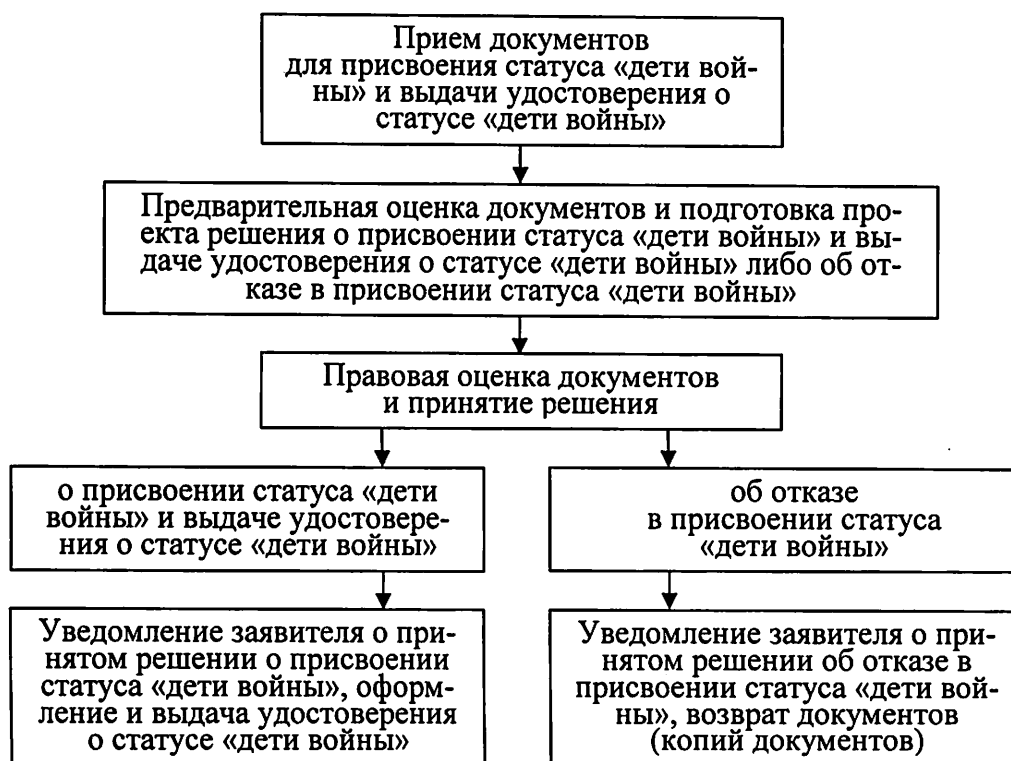 Прием документов
для присвоения статуса «дети вой-
ны» и выдачи удостоверения о
статусе «дети войны»
Предварительная оценка документов и подготовка про-
екта решения о присвоении статуса «дети войны» и вы-
даче удостоверения о статусе «дети войны» либо об от-
казе в присвоении статуса «дети войны»
Правовая оценка документов
и принятие решения
о присвоении статуса «дети
войны» и выдаче удостовере-
ния о статусе «дети войны»
об отказе
в присвоении статуса
«дети войны»
Уведомление заявителя о при-
нятом решении о присвоении
статуса «дети войны», оформ-
ление и выдача удостоверения
о статусе «дети войны»
Уведомление заявителя о при-
нятом решении об отказе в
присвоении статуса «дети вой-
ны», возврат документов
(копий документов)